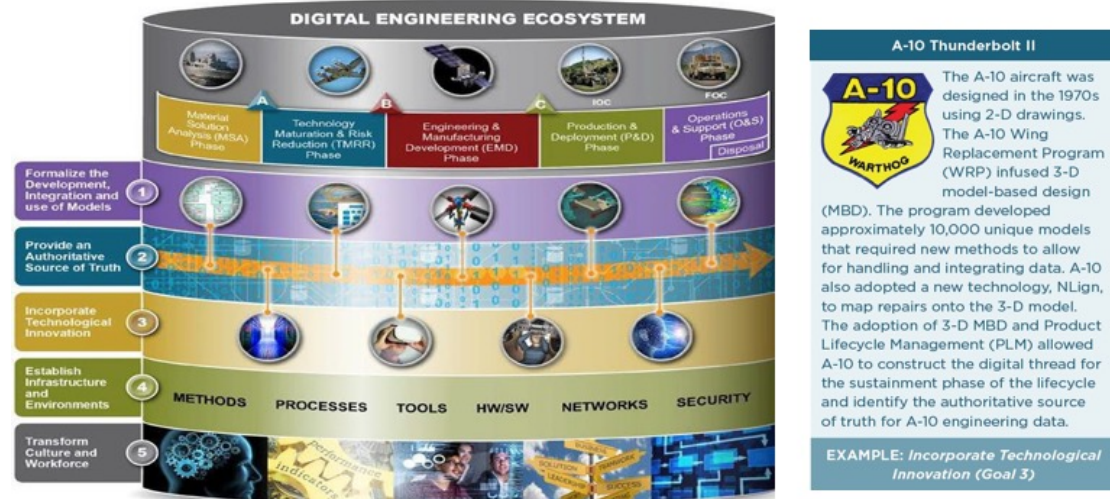 DIGITAL ENGINEERING ECOSYSTEM
A
B
C
IOC
FOC
Material
Solution
Analysis (MSA)
Phase
Technology
Maturation & Risk
Reduction (TMRR)
Phase
Engineering &
Manufacturing
Development (EMD)
Phase
Production &
Deployment (P&D)
Phase
Operations
& Support (O&S)
Phase
Disposal
Formalize the
Development,
Integration and
use of Models
1
Provide an
Authoritative
Source of Truth
2
Incorporate
Technological
Innovation
3
Establish
Infrastructure
and
Environments
4
METHODS
PROCESSES
TOOLS
HW/SW
NETWORKS
SECURITY
Transform
Culture and
Workforce
5
Performance
indicators
SOLUTION
LEADERSHIP
TEAMWORK
SUCCESS
A-10 Thunderbolt II
A-10
WARTHOG
The A-10 aircraft was
designed in the 1970s
using 2-D drawings.
The A-10 Wing
Replacement Program
(WRP) infused 3-D
model-based design
(MBD). The program developed
approximately 10,000 unique models
that required new methods to allow
for handling and integrating data. A-10
also adopted a new technology, NLign,
to map repairs onto the 3-D model.
The adoption of 3-D MBD and Product
Lifecycle Management (PLM) allowed
A-10 to construct the digital thread for
the sustainment phase of the lifecycle
and identify the authoritative source
of truth for A-10 engineering data.
EXAMPLE: Incorporate Technological
Innovation (Goal 3)